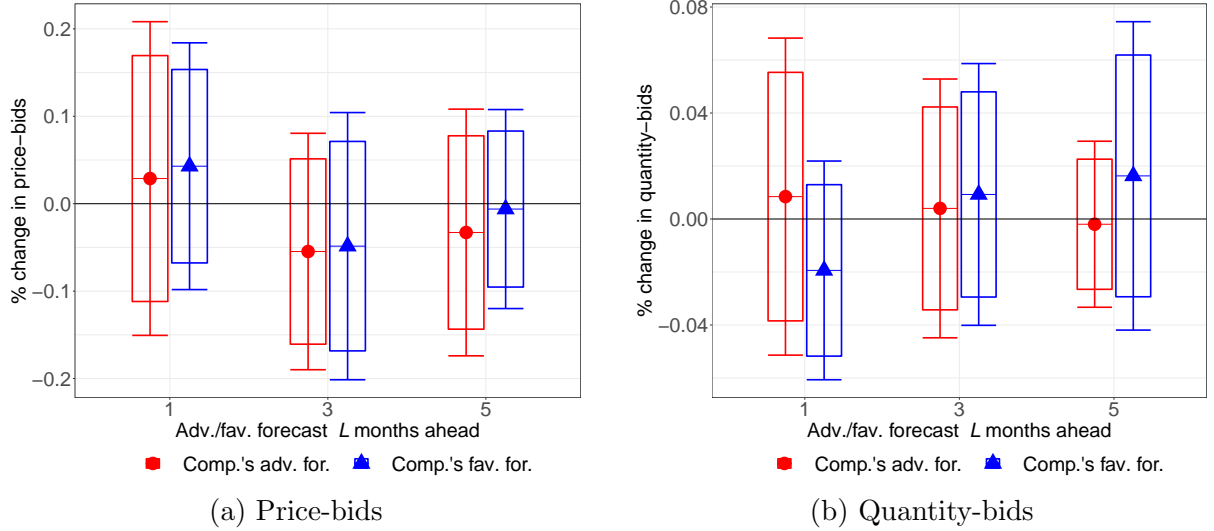 % change in price−bids
0.2
0.1
0.0
−0.1
−0.2
1 3 5
Adv./fav. forecast L months ahead
Comp.'s adv. for. Comp.'s fav. for.
(a) Price-bids
% change in quantity−bids
0.08
0.04
0.00
−0.04
1 3 5
Adv./fav. forecast L months ahead
Comp.'s adv. for. Comp.'s fav. for.
(b) Quantity-bids